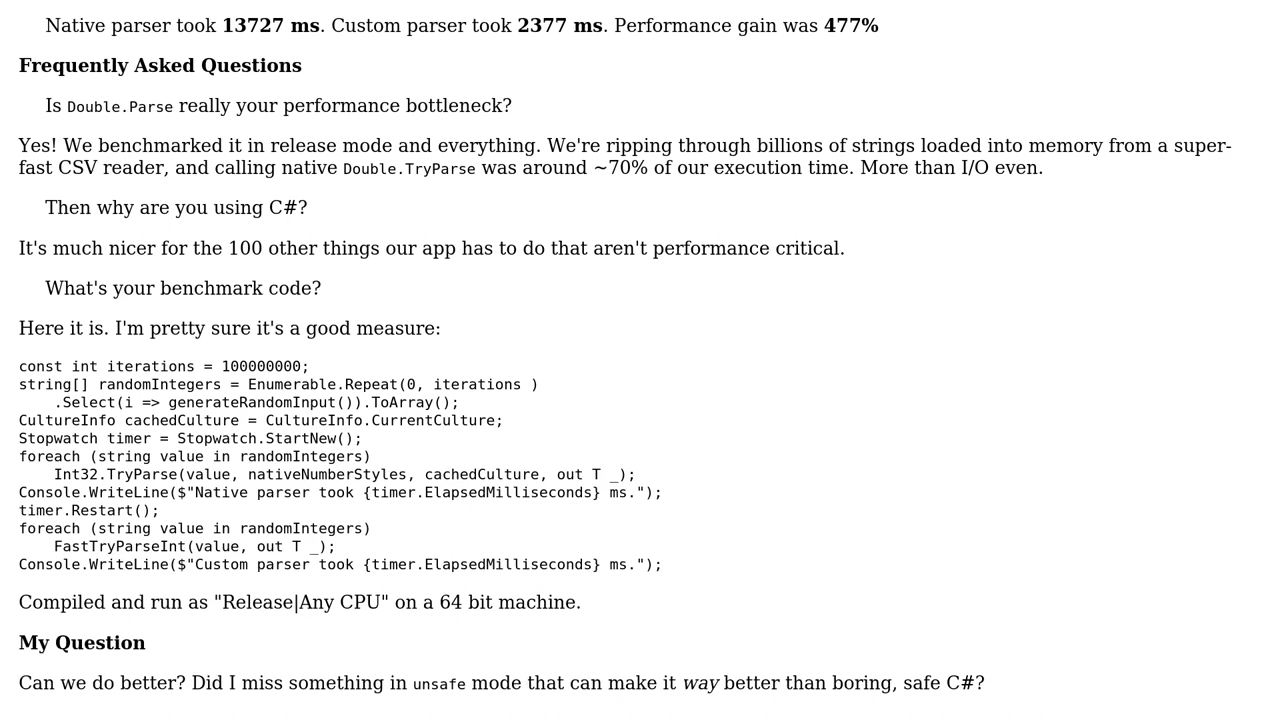 Native parser took 13727 ms. Custom parser took 2377 ms. Performance gain was 477%
Frequently Asked Questions
Is Double.Parse really your performance bottleneck?
Yes! We benchmarked it in release mode and everything. We're ripping through billions of strings loaded into memory from a super-
fast CSV reader, and calling native Double.TryParse was around ~70% of our execution time. More than I/O even.
Then why are you using C#?
It's much nicer for the 100 other things our app has to do that aren't performance critical.
What's your benchmark code?
Here it is. I'm pretty sure it's a good measure:
const int iterations = 100000000;
string[] randomIntegers = Enumerable.Repeat(0, iterations )
    .Select(i => generateRandomInput()).ToArray();
CultureInfo cachedCulture = CultureInfo.CurrentCulture;
Stopwatch timer = Stopwatch.StartNew();
foreach (string value in randomIntegers)
    Int32.TryParse(value, nativeNumberStyles, cachedCulture, out T _);
Console.WriteLine($"Native parser took {timer.ElapsedMilliseconds} ms.");
timer.Restart();
foreach (string value in randomIntegers)
    FastTryParseInt(value, out T _);
Console.WriteLine($"Custom parser took {timer.ElapsedMilliseconds} ms.");
Compiled and run as "Release|Any CPU" on a 64 bit machine.
My Question
Can we do better? Did I miss something in unsafe mode that can make it way better than boring, safe C#?